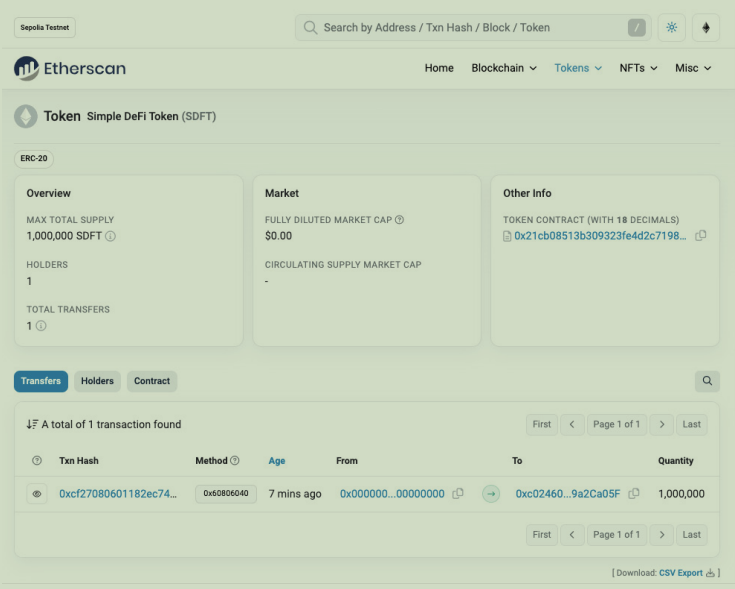 Sepolia Testnet
Search by Address / Txn Hash / Block / Token /
Etherscan
Home Blockchain Tokens NFTs Misc
Token Simple DeFi Token (SDFT)
ERC-20
Overview
MAX TOTAL SUPPLY
1,000,000 SDFT
HOLDERS
1
TOTAL TRANSFERS
1
Market
FULLY DILUTED MARKET CAP
$0.00
CIRCULATING SUPPLY MARKET CAP
-
Other Info
TOKEN CONTRACT (WITH 18 DECIMALS)
0x21cb08513b309323fe4d2c7198...
Transfers Holders Contract
A total of 1 transaction found
First Page 1 of 1 Last
Txn Hash Method Age From To Quantity
0xcf27080601182ec74... 0x60806040 7 mins ago 0x000000...00000000 0xc02460...9a2Ca05F 1,000,000
First Page 1 of 1 Last
[ Download: CSV Export ]